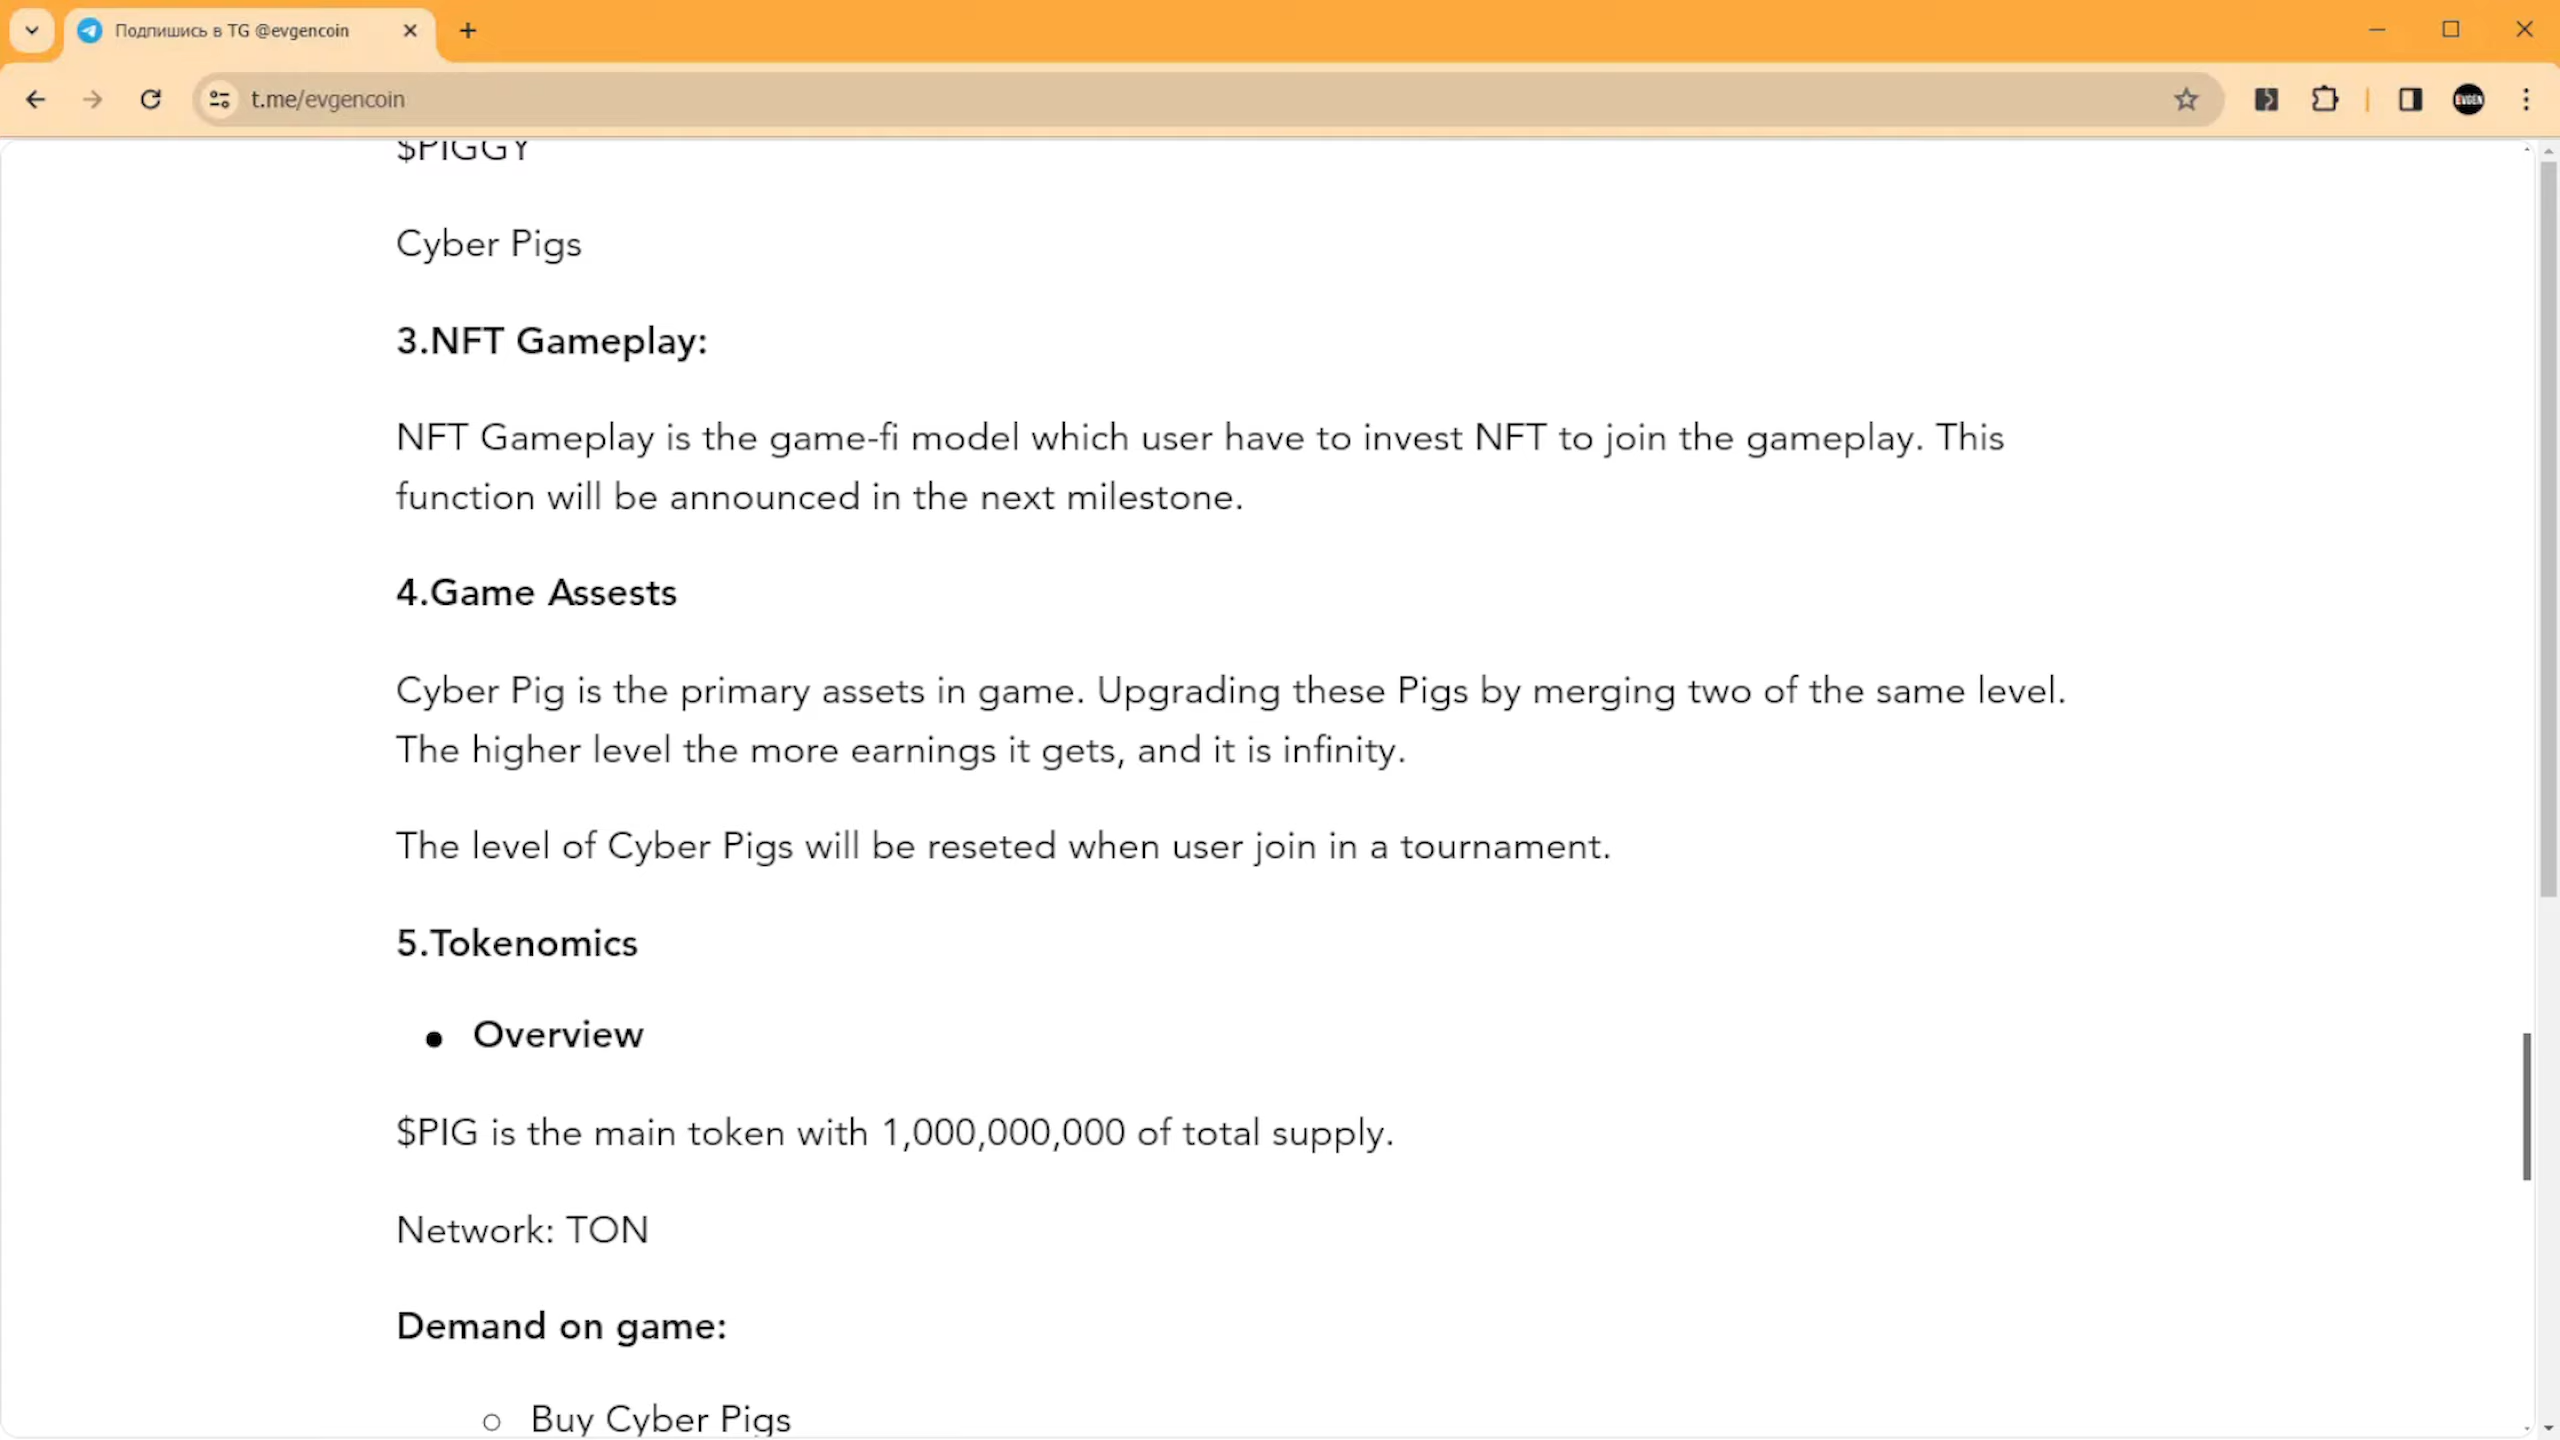 Подпишись в TG @evgencoin
t.me/evgencoin
EVGEN
$PIGGY
Cyber Pigs
3.NFT Gameplay:
NFT Gameplay is the game-fi model which user have to invest NFT to join the gameplay. This
function will be announced in the next milestone.
4.Game Assests
Cyber Pig is the primary assets in game. Upgrading these Pigs by merging two of the same level.
The higher level the more earnings it gets, and it is infinity.
The level of Cyber Pigs will be reseted when user join in a tournament.
5.Tokenomics
● Overview
$PIG is the main token with 1,000,000,000 of total supply.
Network: TON
Demand on game:
○ Buy Cyber Pigs